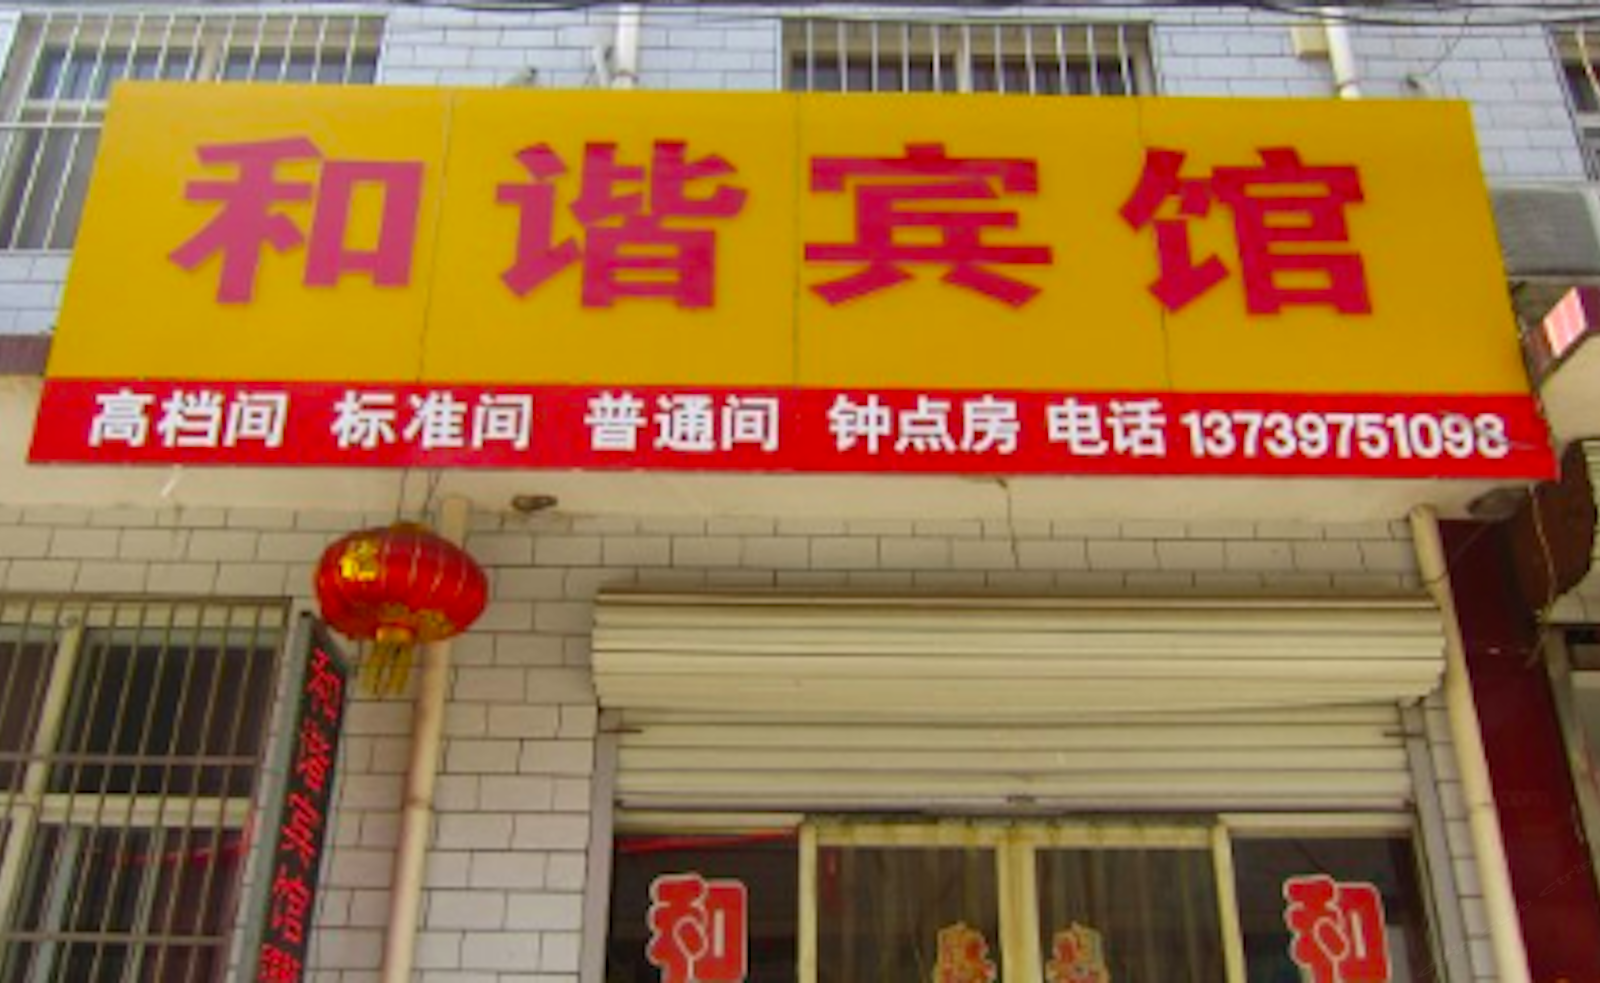 和谐宾馆
高档间 标准间 普通间 钟点房 电话 13739751098
和
和